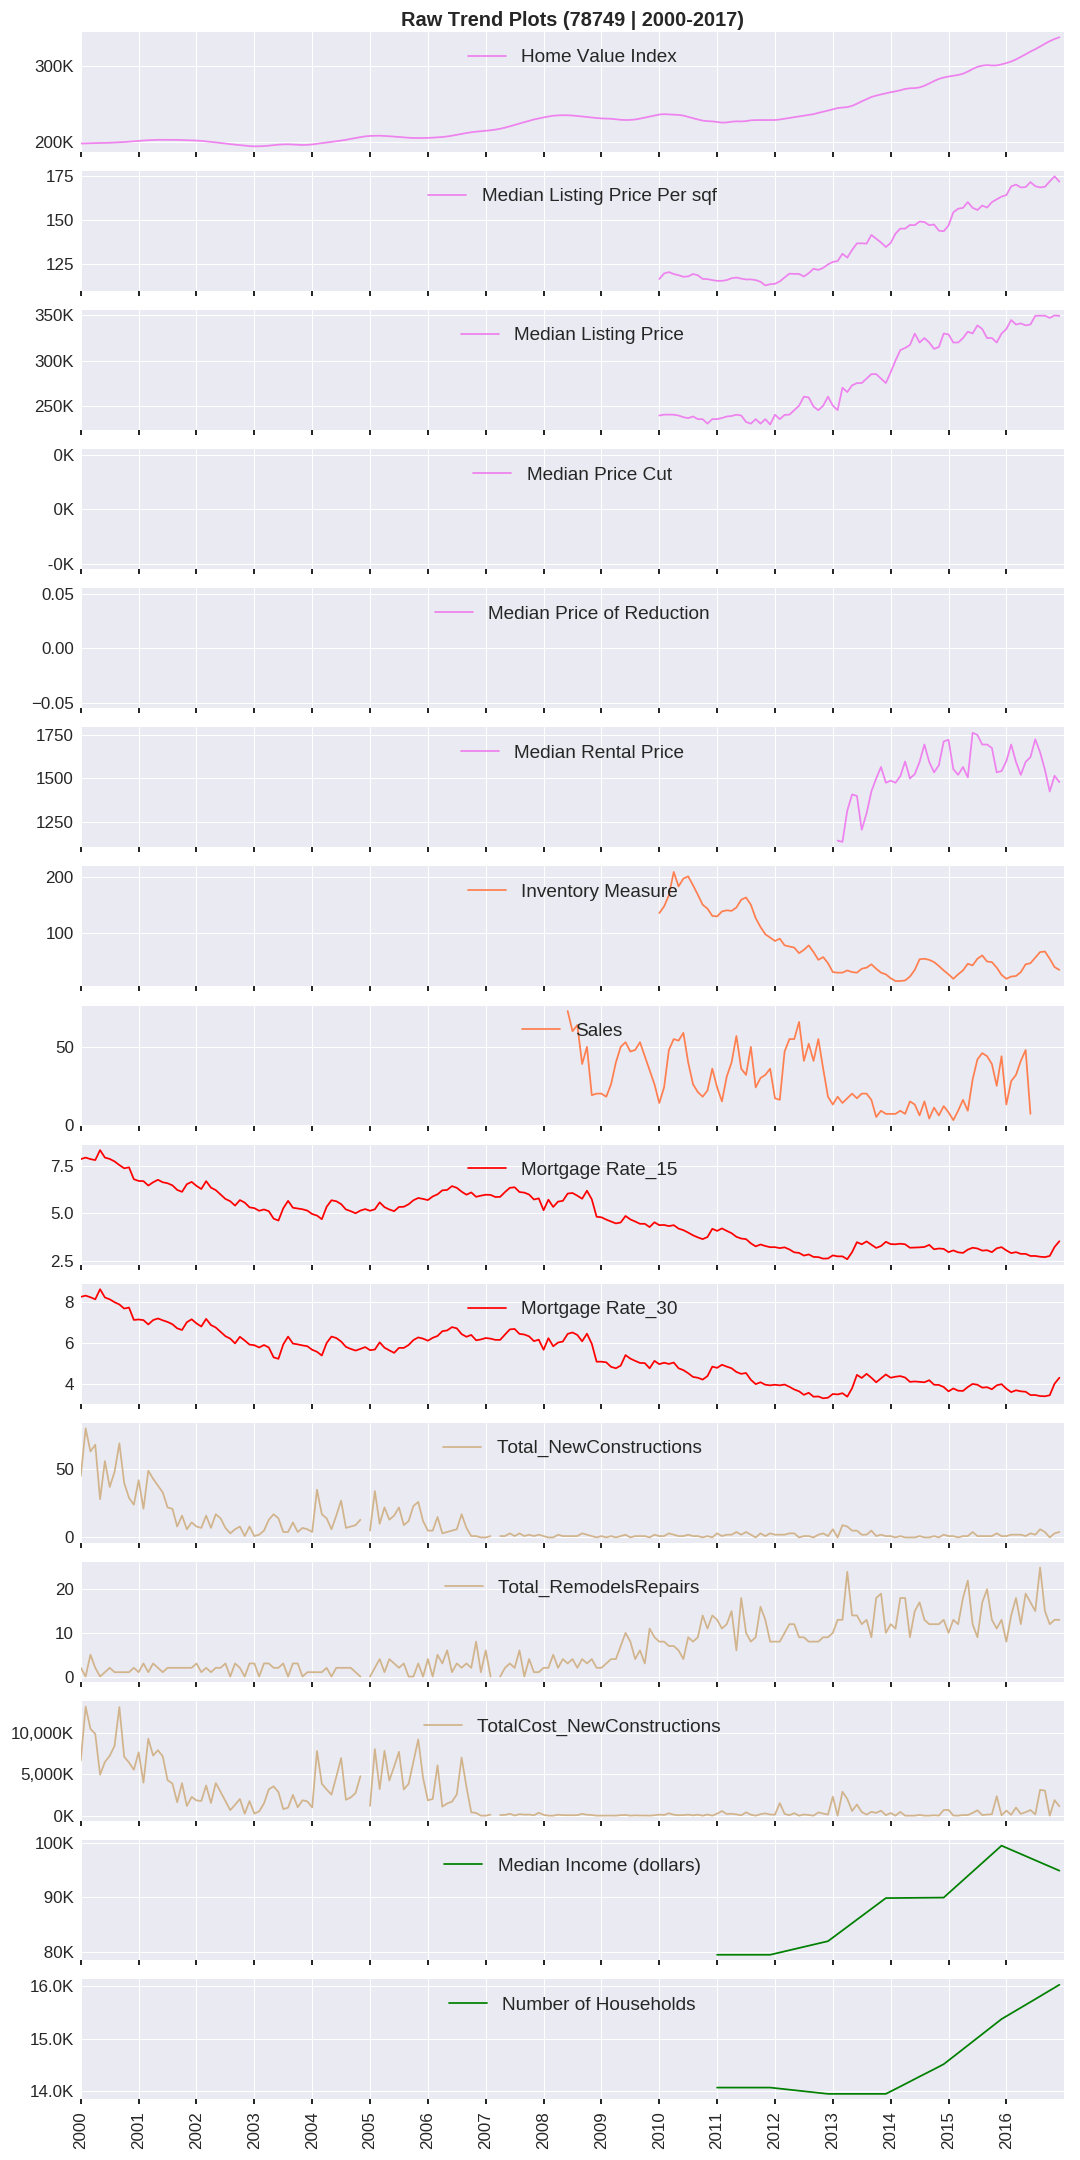 Raw Trend Plots (78749 | 2000-2017)
Home Value Index
300K
200K
Median Listing Price Per sqf
175
150
125
Median Listing Price
350K
300K
250K
Median Price Cut
0K
0K
-0K
Median Price of Reduction
0.05
0.00
−0.05
Median Rental Price
1750
1500
1250
Inventory Measure
200
100
Sales
50
0
Mortgage Rate_15
7.5
5.0
2.5
Mortgage Rate_30
8
6
4
Total_NewConstructions
50
0
Total_RemodelsRepairs
20
10
0
TotalCost_NewConstructions
10,000K
5,000K
0K
Median Income (dollars)
100K
90K
80K
Number of Households
16.0K
15.0K
14.0K
2000 2001 2002 2003 2004 2005 2006 2007 2008 2009 2010 2011 2012 2013 2014 2015 2016